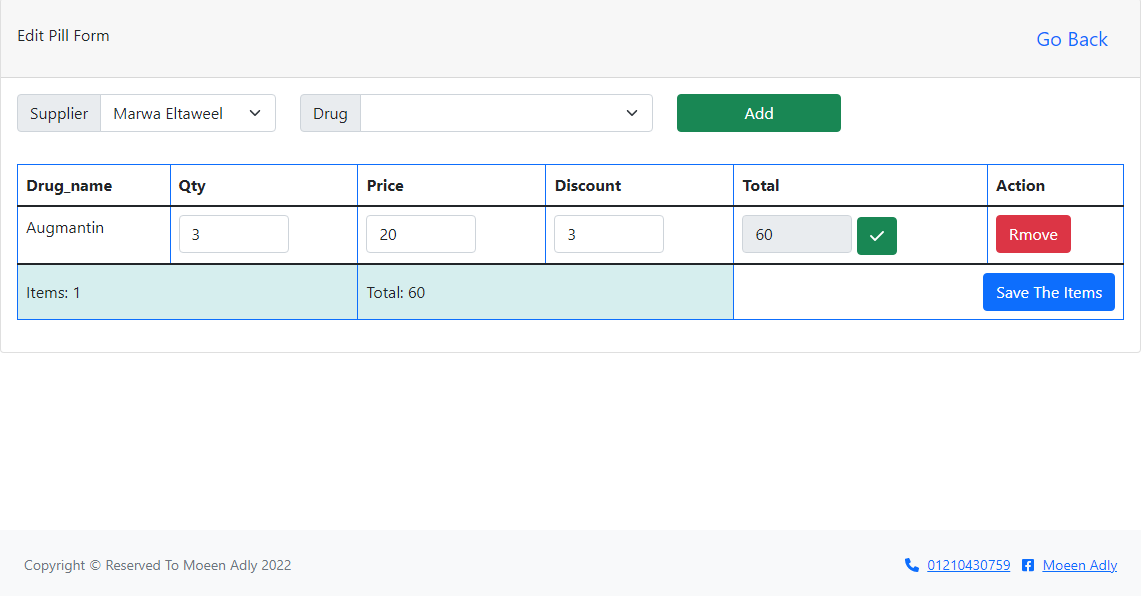 Edit Pill Form
Go Back
Supplier Marwa Eltaweel Drug Add
Drug_name Qty Price Discount Total Action
Augmantin 3 20 3 60 Rmove
Items: 1 Total: 60 Save The Items
Copyright © Reserved To Moeen Adly 2022 01210430759 Moeen Adly